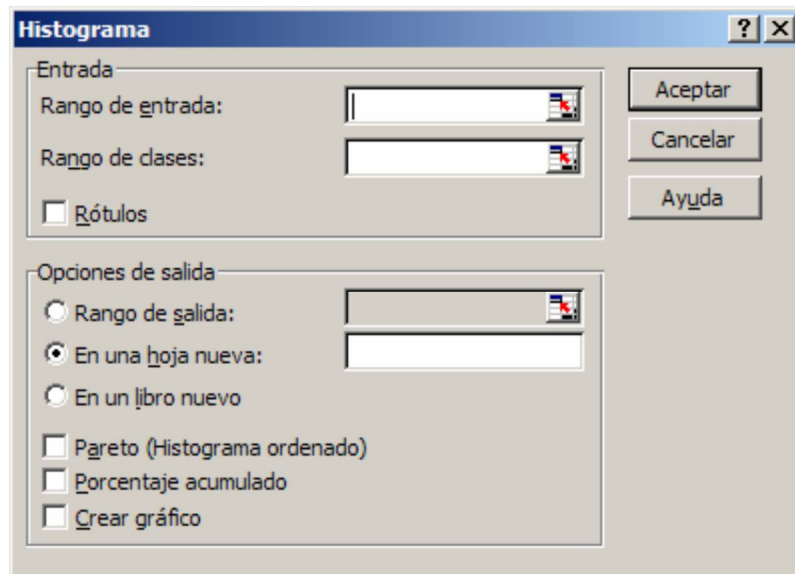 Histograma
Entrada
Rango de entrada:
Rango de clases:
Rótulos
Aceptar
Cancelar
Ayuda
Opciones de salida
Rango de salida:
En una hoja nueva:
En un libro nuevo
Pareto (Histograma ordenado)
Porcentaje acumulado
Crear gráfico